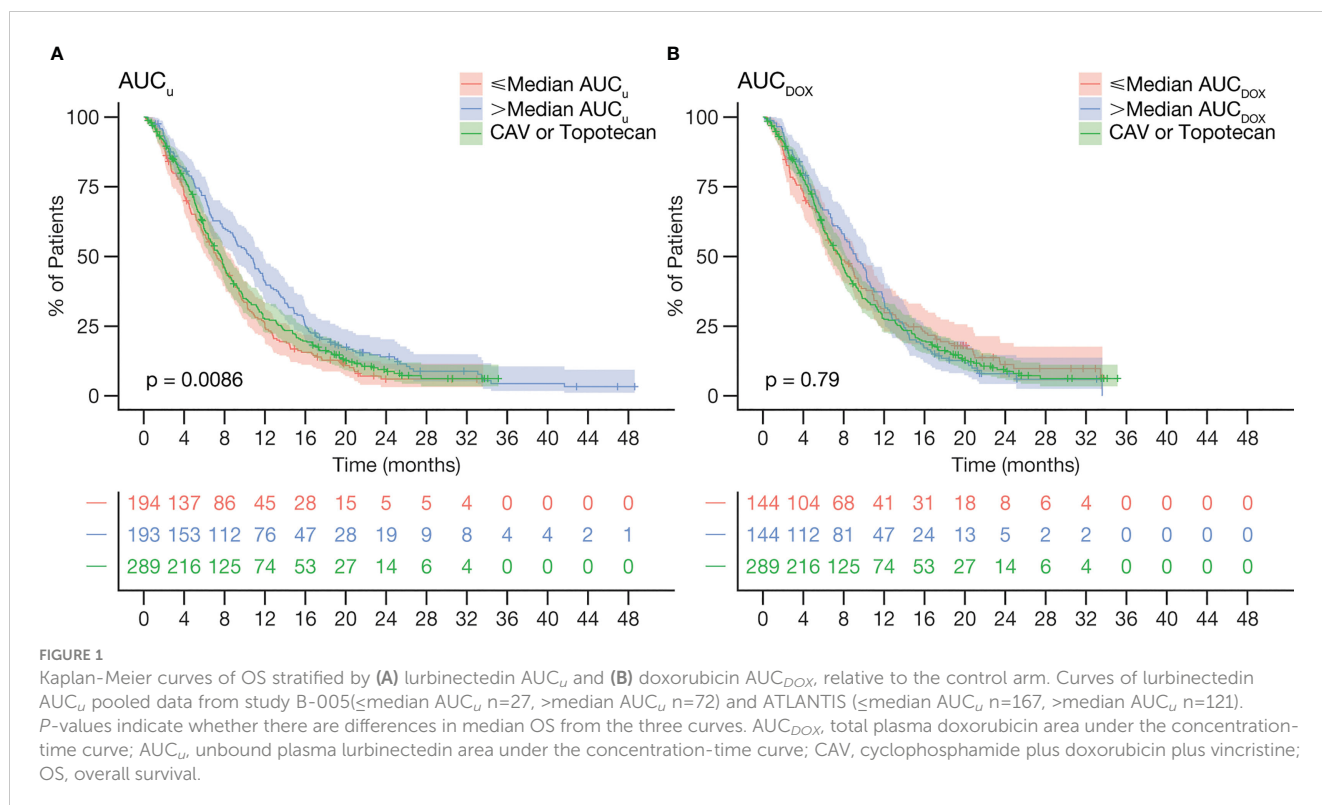 A
AUCu
≤Median AUCu
>Median AUCu
CAV or Topotecan
100
75
50
25
0
% of Patients
p = 0.0086
0 4 8 12 16 20 24 28 32 36 40 44 48
Time (months)
194 137 86 45 28 15 5 5 4 0 0 0 0
193 153 112 76 47 28 19 9 8 4 4 2 1
289 216 125 74 53 27 14 6 4 0 0 0 0
0 4 8 12 16 20 24 28 32 36 40 44 48
B
AUCDOX
≤Median AUCDOX
>Median AUCDOX
CAV or Topotecan
100
75
50
25
0
% of Patients
p = 0.79
0 4 8 12 16 20 24 28 32 36 40 44 48
Time (months)
144 104 68 41 31 18 8 6 4 0 0 0 0
144 112 81 47 24 13 5 2 2 0 0 0 0
289 216 125 74 53 27 14 6 4 0 0 0 0
0 4 8 12 16 20 24 28 32 36 40 44 48
FIGURE 1
Kaplan-Meier curves of OS stratified by (A) lurbinectedin AUCu and (B) doxorubicin AUCDOX, relative to the control arm. Curves of lurbinectedin
AUCu pooled data from study B-005(≤median AUCu n=27, >median AUCu n=72) and ATLANTIS (≤median AUCu n=167, >median AUCu n=121).
P-values indicate whether there are differences in median OS from the three curves. AUCDOX, total plasma doxorubicin area under the concentration-
time curve; AUCu, unbound plasma lurbinectedin area under the concentration-time curve; CAV, cyclophosphamide plus doxorubicin plus vincristine;
OS, overall survival.